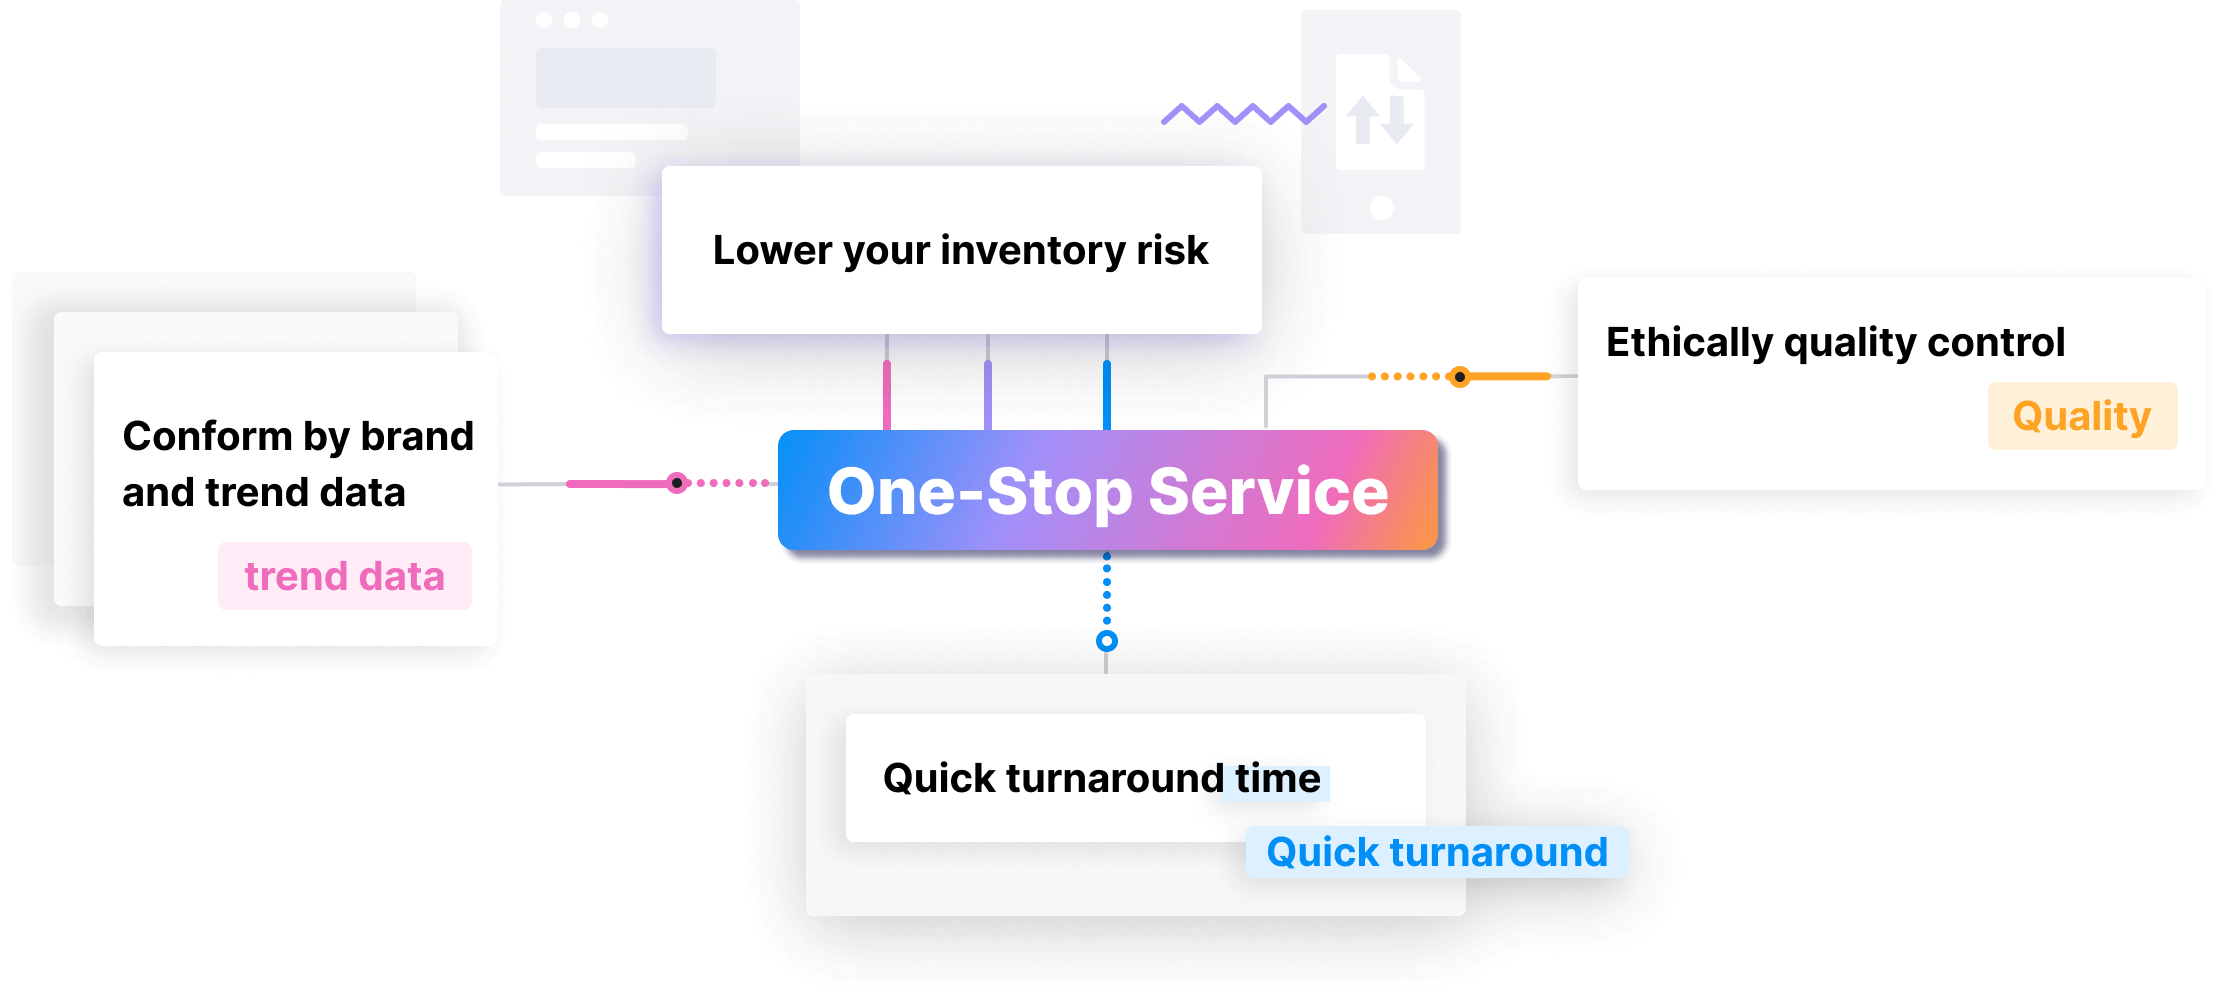 Lower your inventory risk
Ethically quality control
Quality
Conform by brand
and trend data
trend data
One-Stop Service
Quick turnaround time
Quick turnaround